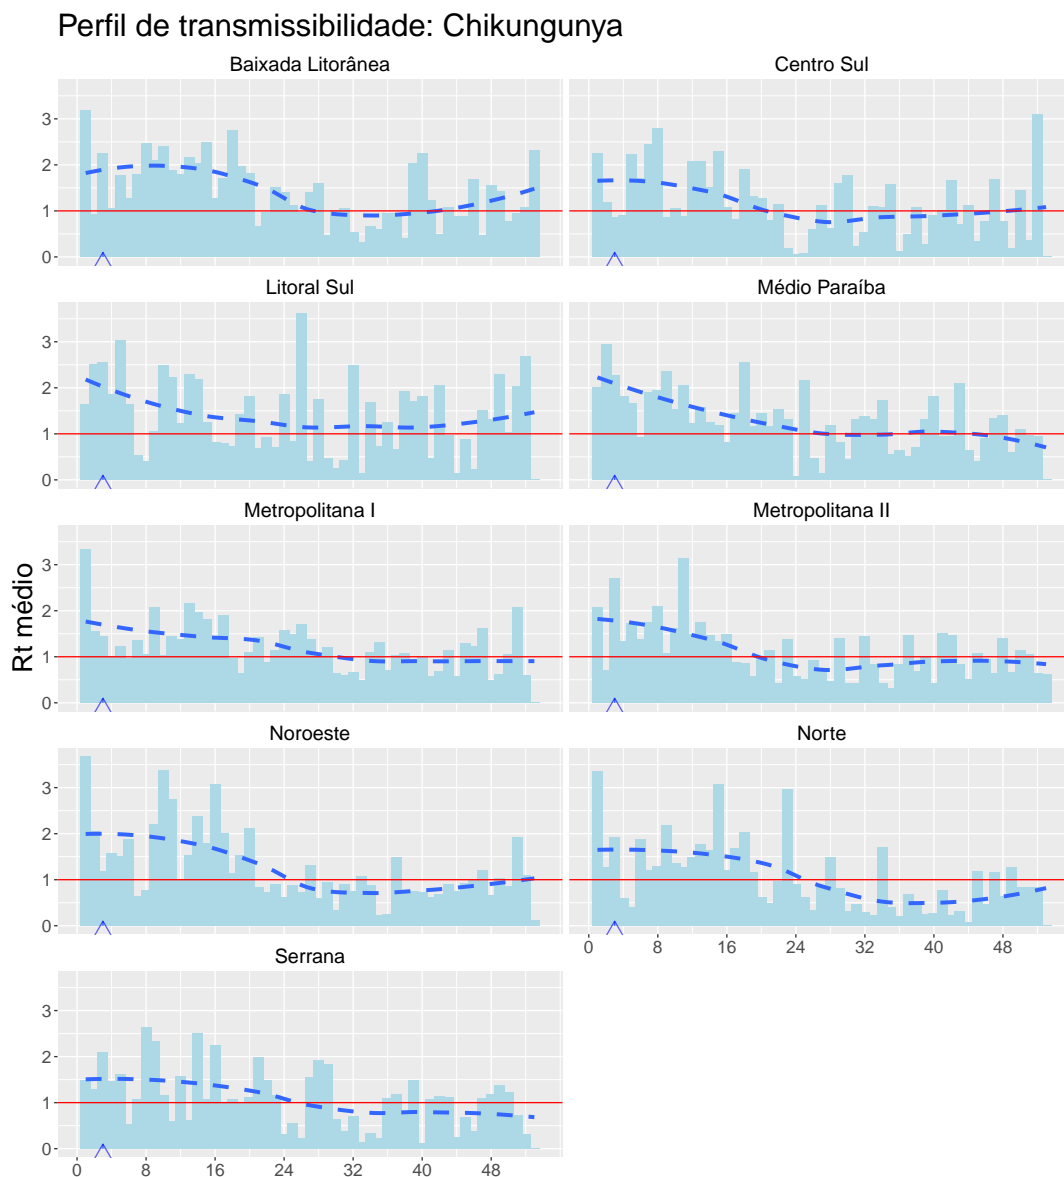 Perfil de transmissibilidade: Chikungunya
Baixada Litorânea
Centro Sul
3
2
1
0
Litoral Sul
Médio Paraíba
3
2
1
0
Metropolitana I
Metropolitana II
Rt médio
3
2
1
0
Noroeste
Norte
3
2
1
0
0 8 16 24 32 40 48
Serrana
3
2
1
0
0 8 16 24 32 40 48